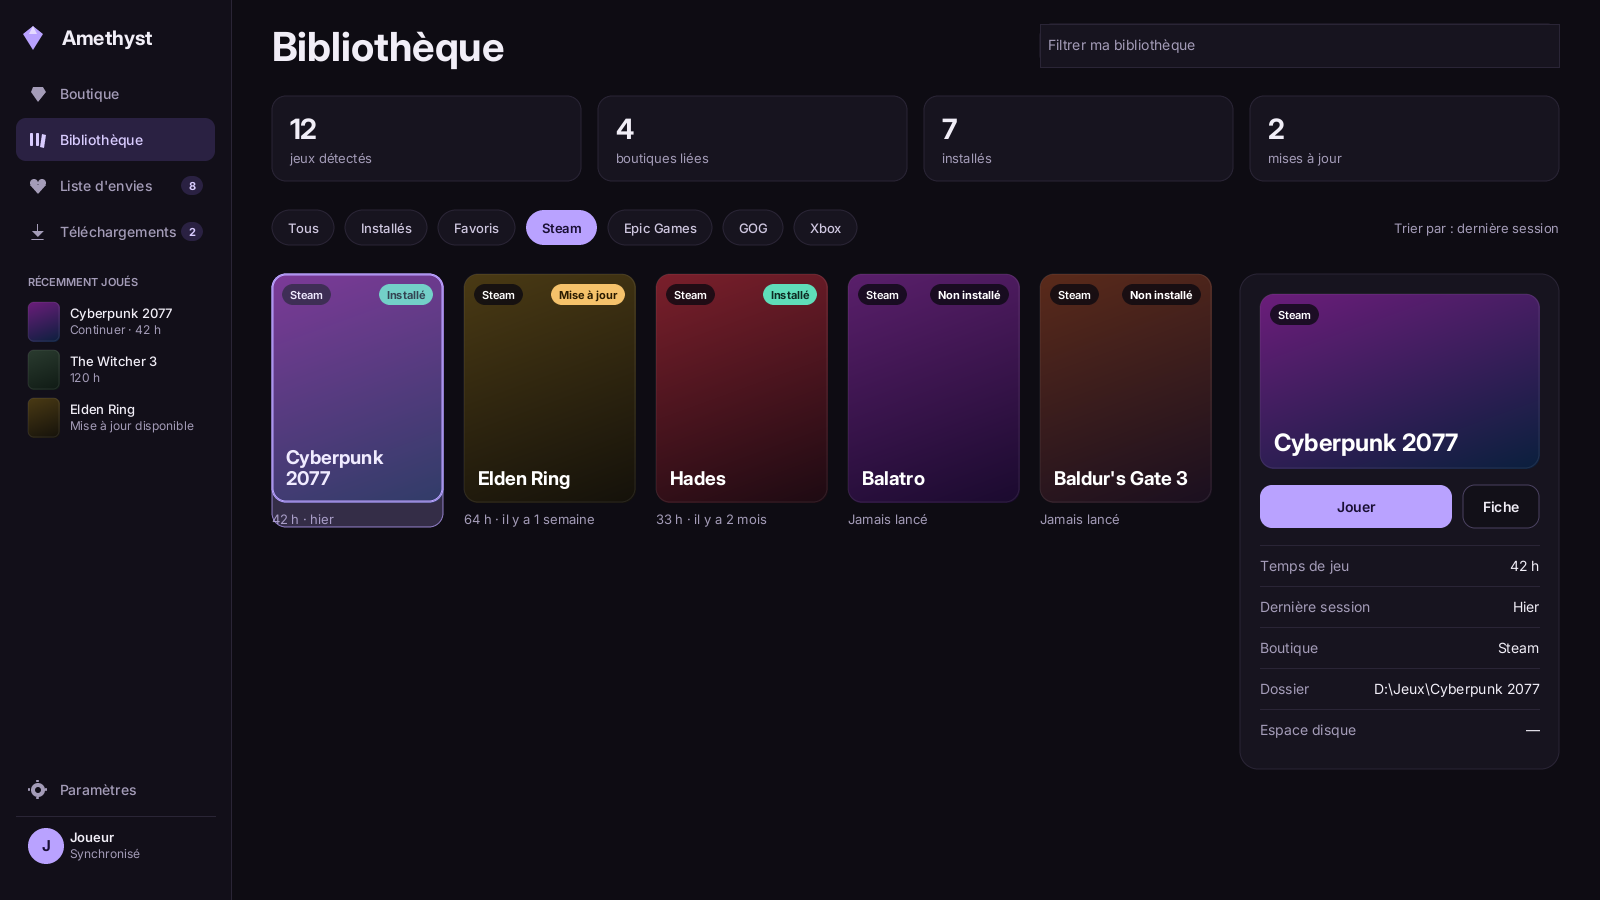 Amethyst
Boutique
Bibliothèque
Liste d'envies 8
Téléchargements 2
RÉCEMMENT JOUÉS
Cyberpunk 2077
Continuer · 42 h
The Witcher 3
120 h
Elden Ring
Mise à jour disponible
Paramètres
J
Joueur
Synchronisé
Bibliothèque
Filtrer ma bibliothèque
12
jeux détectés
4
boutiques liées
7
installés
2
mises à jour
Tous Installés Favoris Steam Epic Games GOG Xbox
Trier par : dernière session
Steam Installé
Cyberpunk
2077
42 h · hier
Steam Mise à jour
Elden Ring
64 h · il y a 1 semaine
Steam Installé
Hades
33 h · il y a 2 mois
Steam Non installé
Balatro
Jamais lancé
Steam Non installé
Baldur's Gate 3
Jamais lancé
Steam
Cyberpunk 2077
Jouer Fiche
Temps de jeu 42 h
Dernière session Hier
Boutique Steam
Dossier D:\Jeux\Cyberpunk 2077
Espace disque —